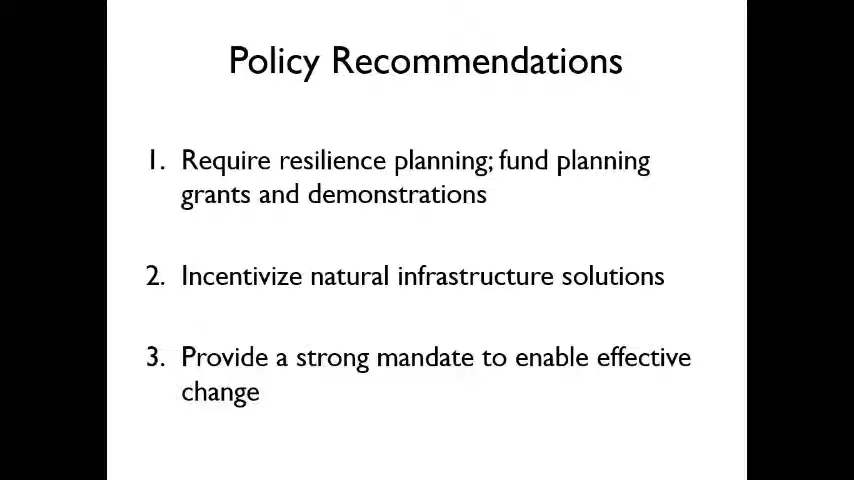 Policy Recommendations
1. Require resilience planning; fund planning
grants and demonstrations
2. Incentivize natural infrastructure solutions
3. Provide a strong mandate to enable effective
change